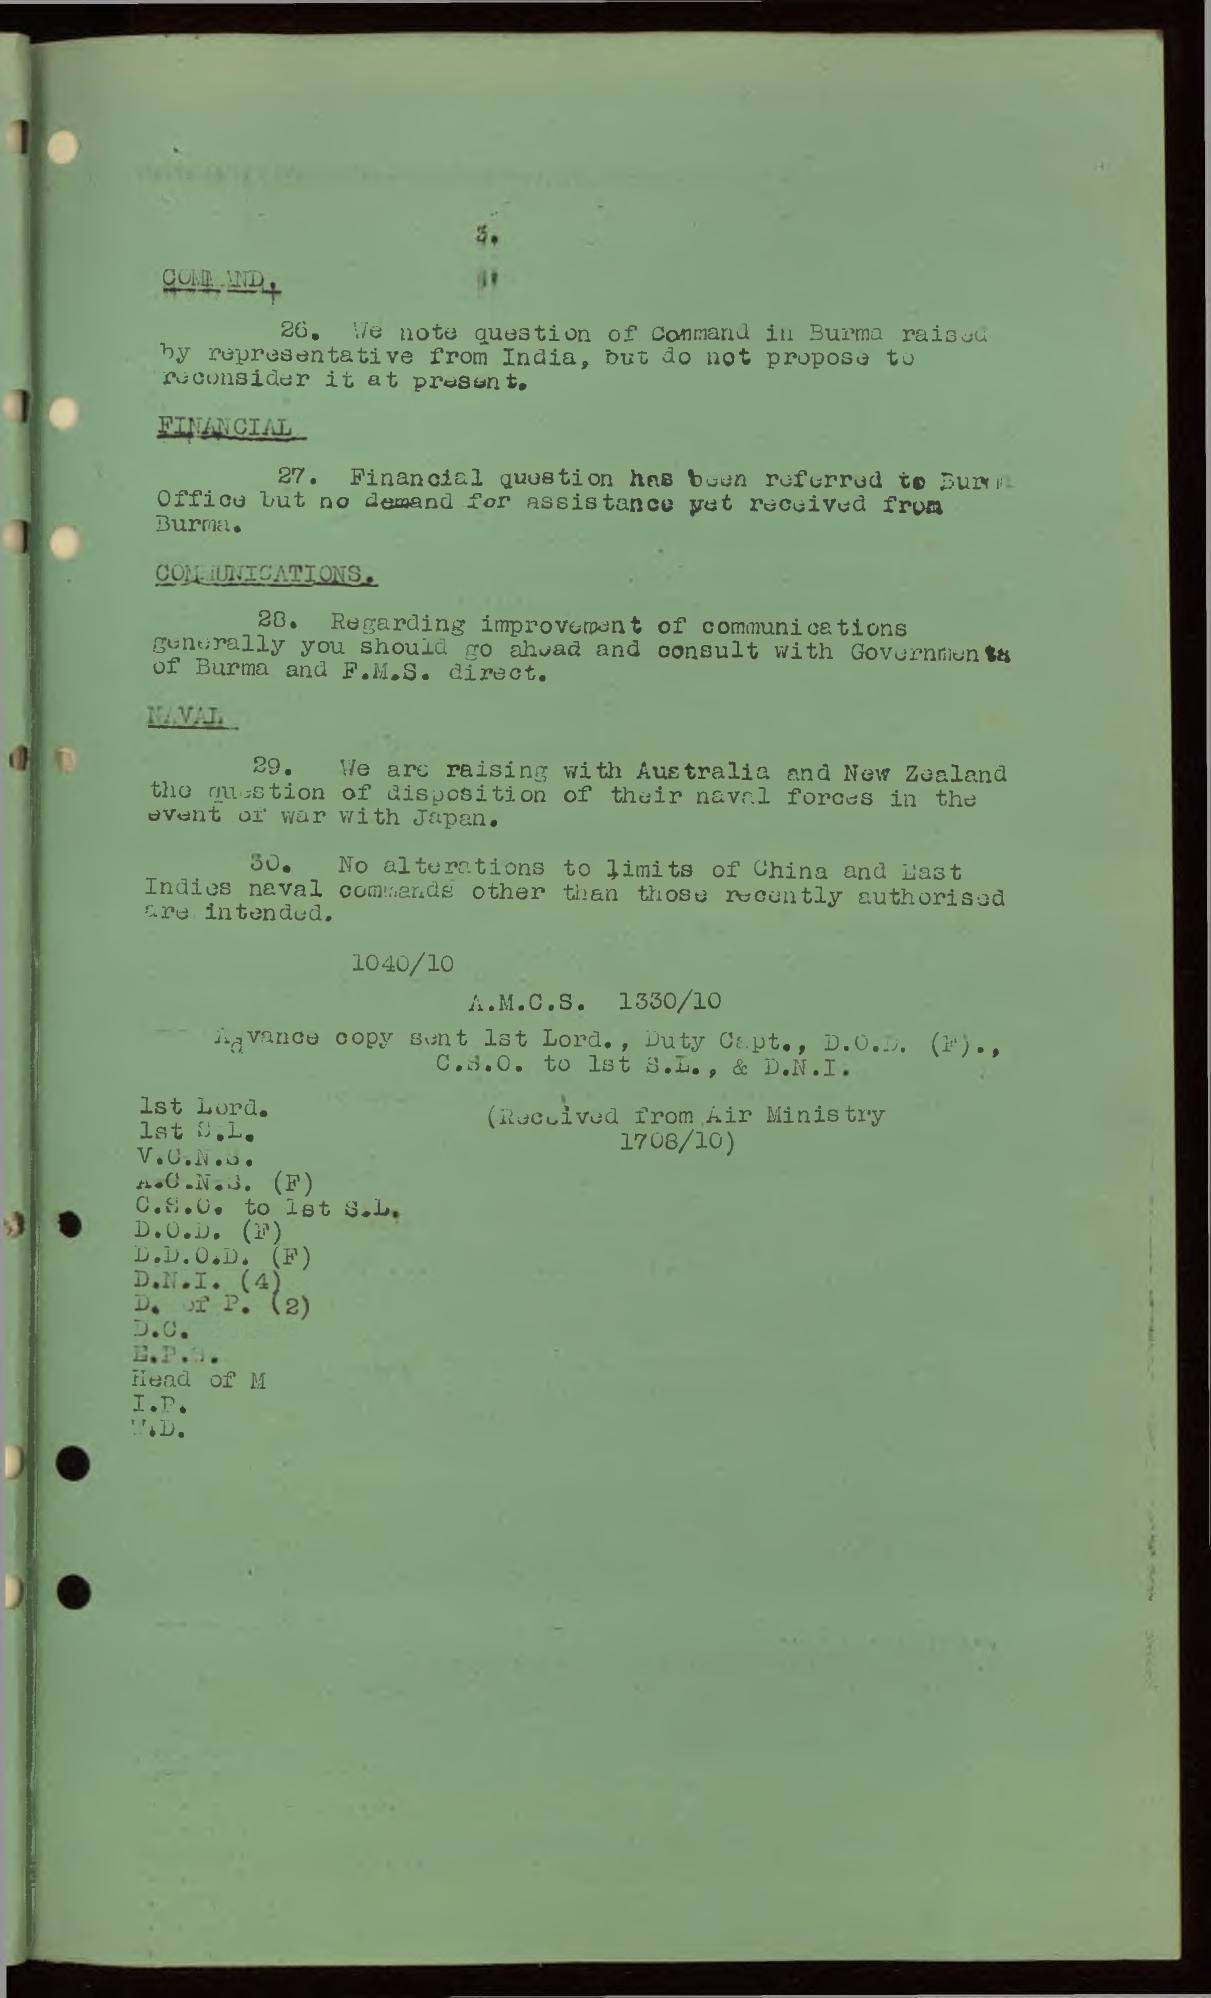 3.
COMMAND.
26. We note question of Command in Burma raised
by representative from India, but do not propose to
reconsider it at present.
FINANCIAL
27. Financial question has been referred to Burma
Office but no demand for assistance yet received from
Burma.
COMMUNICATIONS.
28. Regarding improvement of communications
generally you should go ahead and consult with Governments
of Burma and F.M.S. direct.
NAVAL
29. We are raising with Australia and New Zealand
the question of disposition of their naval forces in the
event of war with Japan.
30. No alterations to limits of China and East
Indies naval commands other than those recently authorised
are intended.
1040/10
A.M.C.S. 1330/10
Advance copy sent 1st Lord., Duty Capt., D.O.D. (F).,
C.S.O. to 1st S.L., & D.N.I.
(Received from Air Ministry
1708/10)
1st Lord.
1st S.L.
V.C.N.S.
A.C.N.S. (F)
C.S.O. to 1st S.L.
D.O.D. (F)
D.D.O.D. (F)
D.N.I. (4)
D. of P. (2)
D.C.
E.P.S.
Head of M
I.P.